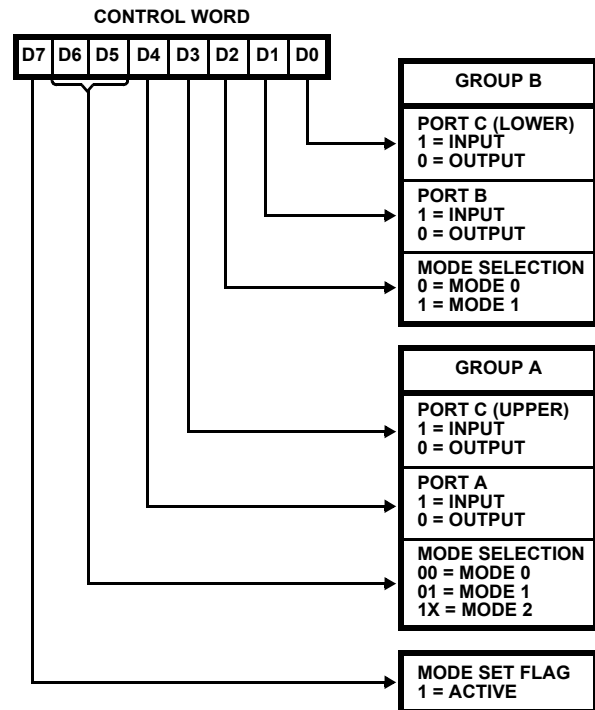 CONTROL WORD
D7 D6 D5 D4 D3 D2 D1 D0
GROUP B
PORT C (LOWER)
1 = INPUT
0 = OUTPUT
PORT B
1 = INPUT
0 = OUTPUT
MODE SELECTION
0 = MODE 0
1 = MODE 1
GROUP A
PORT C (UPPER)
1 = INPUT
0 = OUTPUT
PORT A
1 = INPUT
0 = OUTPUT
MODE SELECTION
00 = MODE 0
01 = MODE 1
1X = MODE 2
MODE SET FLAG
1 = ACTIVE